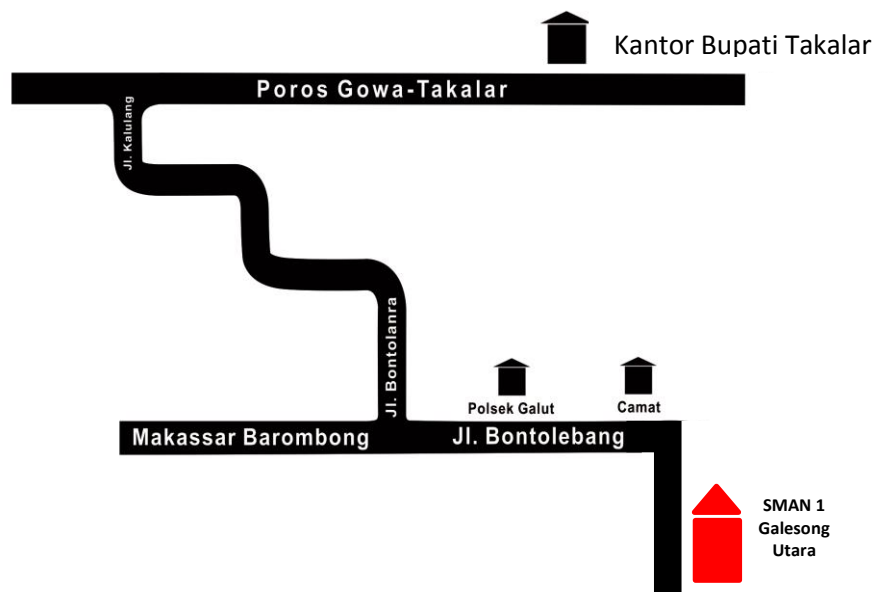 Kantor Bupati Takalar
Poros Gowa-Takalar
Jl. Kalulang
Jl. Bontolanra
Polsek Galut
Camat
Makassar Barombong
Jl. Bontolebang
SMAN 1
Galesong
Utara